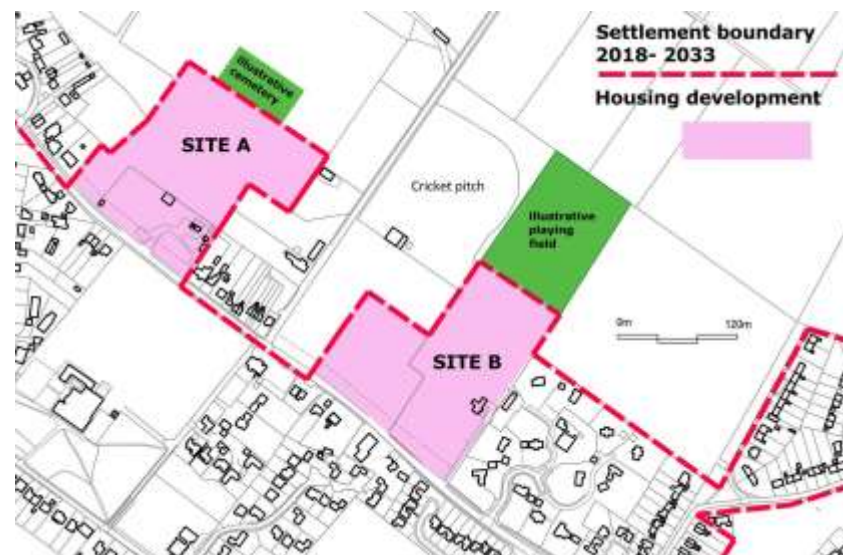 Settlement boundary
2018- 2033
Housing development
illustrative
cemetery
SITE A
Cricket pitch
illustrative
playing
field
0m
120m
SITE B